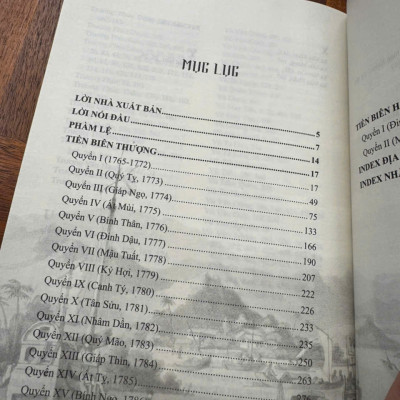 MỤC LỤC
LỜI NHÀ XUẤT BẢN 5
LỜI NÓI ĐẦU 7
PHÀM LỆ 14
TIỀN BIÊN THƯỢNG 17
Quyển I (1765-1772) 17
Quyển II (Quý Tỵ, 1773) 49
Quyển III (Giáp Ngọ, 1774) 75
Quyển IV (Ất Mùi, 1775) 133
Quyển V (Bính Thân, 1776) 166
Quyển VI (Đinh Dậu, 1777) 190
Quyển VII (Mậu Tuất, 1778) 207
Quyển VIII (Kỷ Hợi, 1779) 222
Quyển IX (Canh Tý, 1780) 226
Quyển X (Tân Sửu, 1781) 233
Quyển XI (Nhâm Dần, 1782) 235
Quyển XII (Quý Mão, 1783) 250
Quyển XIII (Giáp Thìn, 1784) 263
Quyển XIV (Ất Tỵ, 1785) 276
Quyển XV (Bính Ngọ,
TIỀN BIÊN
Quyển I
Quyển II
INDEX ĐỊA
INDEX